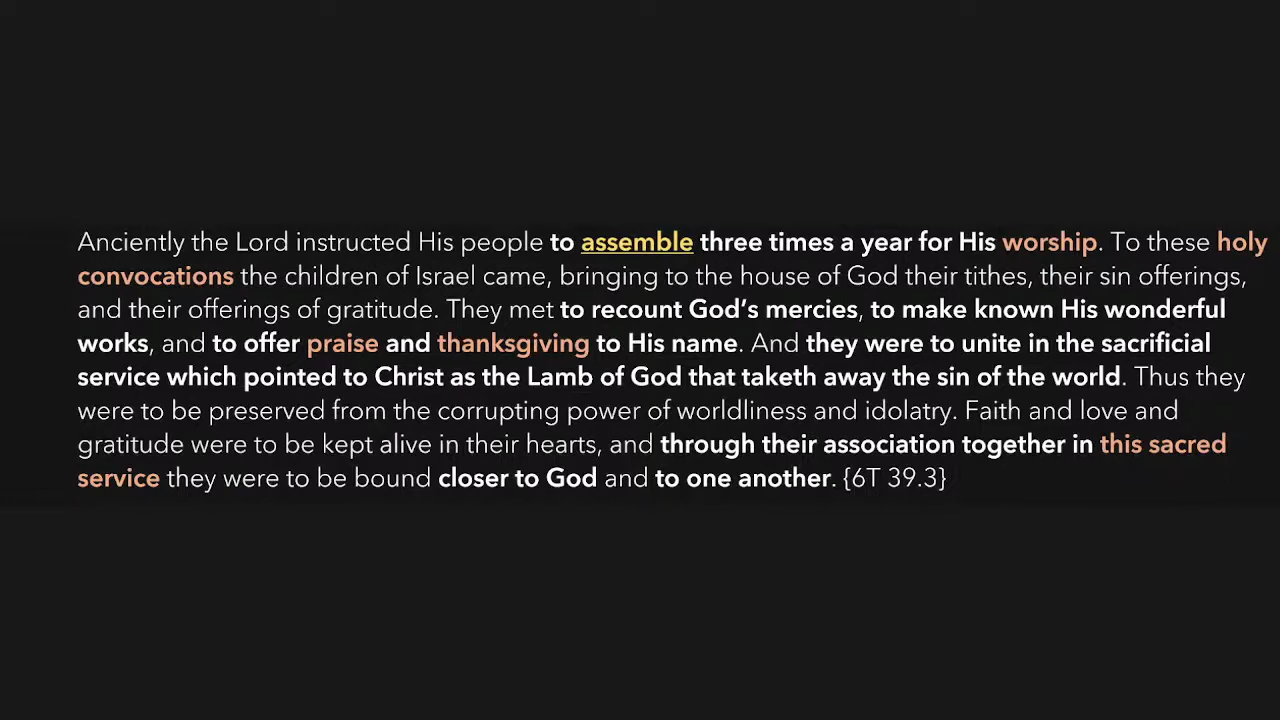 Anciently the Lord instructed His people to assemble three times a year for His worship. To these holy
convocations the children of Israel came, bringing to the house of God their tithes, their sin offerings,
and their offerings of gratitude. They met to recount God’s mercies, to make known His wonderful
works, and to offer praise and thanksgiving to His name. And they were to unite in the sacrificial
service which pointed to Christ as the Lamb of God that taketh away the sin of the world. Thus they
were to be preserved from the corrupting power of worldliness and idolatry. Faith and love and
gratitude were to be kept alive in their hearts, and through their association together in this sacred
service they were to be bound closer to God and to one another. {6T 39.3}